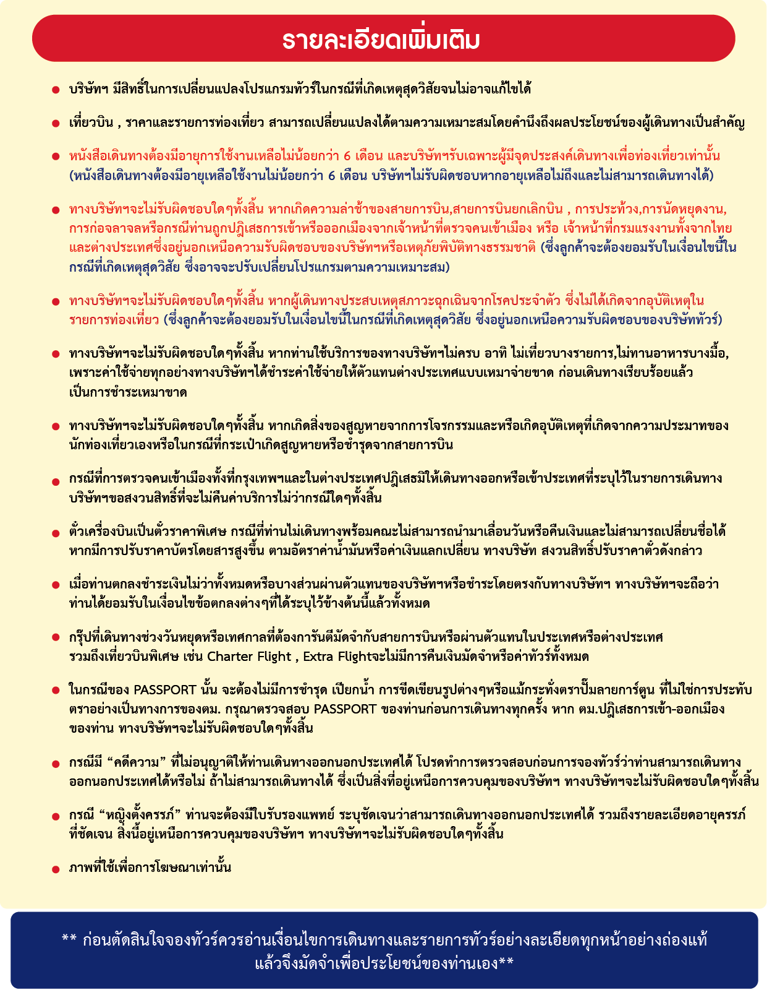 รายละเอียดเพิ่มเติม
● บริษัทฯ มีสิทธิ์ในการเปลี่ยนแปลงโปรแกรมทัวร์ในกรณีที่เกิดเหตุสุดวิสัยจนไม่อาจแก้ไขได้
● เที่ยวบิน , ราคาและรายการท่องเที่ยว สามารถเปลี่ยนแปลงได้ตามความเหมาะสมโดยคำนึงถึงผลประโยชน์ของผู้เดินทางเป็นสำคัญ
● หนังสือเดินทางต้องมีอายุการใช้งานเหลือไม่น้อยกว่า 6 เดือน และบริษัทฯรับเฉพาะผู้มีจุดประสงค์เดินทางเพื่อท่องเที่ยวเท่านั้น
(หนังสือเดินทางต้องมีอายุเหลือใช้งานไม่น้อยกว่า 6 เดือน บริษัทฯไม่รับผิดชอบหากอายุเหลือไม่ถึงและไม่สามารถเดินทางได้)
● ทางบริษัทฯจะไม่รับผิดชอบใดๆทั้งสิ้น หากเกิดความล่าช้าของสายการบิน,สายการบินยกเลิกบิน , การประท้วง,การนัดหยุดงาน,
การก่อจลาจลหรือกรณีท่านถูกปฎิเสธการเข้าหรือออกเมืองจากเจ้าหน้าที่ตรวจคนเข้าเมือง หรือ เจ้าหน้าที่กรมแรงงานทั้งจากไทย
และต่างประเทศซึ่งอยู่นอกเหนือความรับผิดชอบของบริษัทฯหรือเหตุภัยพิบัติทางธรรมชาติ (ซึ่งลูกค้าจะต้องยอมรับในเงื่อนไขนี้ใน
กรณีที่เกิดเหตุสุดวิสัย ซึ่งอาจจะปรับเปลี่ยนโปรแกรมตามความเหมาะสม)
● ทางบริษัทฯจะไม่รับผิดชอบใดๆทั้งสิ้น หากผู้เดินทางประสบเหตุสภาวะฉุกเฉินจากโรคประจำตัว ซึ่งไม่ได้เกิดจากอุบัติเหตุใน
รายการท่องเที่ยว (ซึ่งลูกค้าจะต้องยอมรับในเงื่อนไขนี้ในกรณีที่เกิดเหตุสุดวิสัย ซึ่งอยู่นอกเหนือความรับผิดชอบของบริษัททัวร์)
● ทางบริษัทฯจะไม่รับผิดชอบใดๆทั้งสิ้น หากท่านใช้บริการของทางบริษัทฯไม่ครบ อาทิ ไม่เที่ยวบางรายการ,ไม่ทานอาหารบางมื้อ,
เพราะค่าใช้จ่ายทุกอย่างทางบริษัทฯได้ชำระค่าใช้จ่ายให้ตัวแทนต่างประเทศแบบเหมาจ่ายขาด ก่อนเดินทางเรียบร้อยแล้ว
เป็นการชำระเหมาขาด
● ทางบริษัทฯจะไม่รับผิดชอบใดๆทั้งสิ้น หากเกิดสิ่งของสูญหายจากการโจรกรรมและหรือเกิดอุบัติเหตุที่เกิดจากความประมาทของ
นักท่องเที่ยวเองหรือในกรณีที่กระเป๋าเกิดสูญหายหรือชำรุดจากสายการบิน
● กรณีที่การตรวจคนเข้าเมืองทั้งที่กรุงเทพฯและในต่างประเทศปฎิเสธมิให้เดินทางออกหรือเข้าประเทศที่ระบุไว้ในรายการเดินทาง
บริษัทฯขอสงวนสิทธิ์ที่จะไม่คืนค่าบริการไม่ว่ากรณีใดๆทั้งสิ้น
● ตั๋วเครื่องบินเป็นตั๋วราคาพิเศษ กรณีที่ท่านไม่เดินทางพร้อมคณะไม่สามารถนำมาเลื่อนวันหรือคืนเงินและไม่สามารถเปลี่ยนชื่อได้
หากมีการปรับราคาบัตรโดยสารสูงขึ้น ตามอัตราค่าน้ำมันหรือค่าเงินแลกเปลี่ยน ทางบริษัท สงวนสิทธิ์ปรับราคาตั๋วดังกล่าว
● เมื่อท่านตกลงชำระเงินไม่ว่าทั้งหมดหรือบางส่วนผ่านตัวแทนของบริษัทฯหรือชำระโดยตรงกับทางบริษัทฯ ทางบริษัทฯจะถือว่า
ท่านได้ยอมรับในเงื่อนไขข้อตกลงต่างๆที่ได้ระบุไว้ข้างต้นนี้แล้วทั้งหมด
● กรุ๊ปที่เดินทางช่วงวันหยุดหรือเทศกาลที่ต้องการันตีมัดจำกับสายการบินหรือผ่านตัวแทนในประเทศหรือต่างประเทศ
รวมถึงเที่ยวบินพิเศษ เช่น Charter Flight , Extra Flightจะไม่มีการคืนเงินมัดจำหรือค่าทัวร์ทั้งหมด
● ในกรณีของ PASSPORT นั้น จะต้องไม่มีการชำรุด เปียกน้ำ การขีดเขียนรูปต่างๆหรือแม้กระทั่งตราปั๊มลายการ์ตูน ที่ไม่ใช่การประทับ
ตราอย่างเป็นทางการของตม. กรุณาตรวจสอบ PASSPORT ของท่านก่อนการเดินทางทุกครั้ง หาก ตม.ปฎิเสธการเข้า-ออกเมือง
ของท่าน ทางบริษัทฯจะไม่รับผิดชอบใดๆทั้งสิ้น
● กรณีมี “คดีความ” ที่ไม่อนุญาติให้ท่านเดินทางออกนอกประเทศได้ โปรดทำการตรวจสอบก่อนการจองทัวร์ว่าท่านสามารถเดินทาง
ออกนอกประเทศได้หรือไม่ ถ้าไม่สามารถเดินทางได้ ซึ่งเป็นสิ่งที่อยู่เหนือการควบคุมของบริษัทฯ ทางบริษัทฯจะไม่รับผิดชอบใดๆทั้งสิ้น
● กรณี “หญิงตั้งครรภ์” ท่านจะต้องมีใบรับรองแพทย์ ระบุชัดเจนว่าสามารถเดินทางออกนอกประเทศได้ รวมถึงรายละเอียดอายุครรภ์
ที่ชัดเจน สิ่งนี้อยู่เหนือการควบคุมของบริษัทฯ ทางบริษัทฯจะไม่รับผิดชอบใดๆทั้งสิ้น
● ภาพที่ใช้เพื่อการโฆษณาเท่านั้น
** ก่อนตัดสินใจจองทัวร์ควรอ่านเงื่อนไขการเดินทางและรายการทัวร์อย่างละเอียดทุกหน้าอย่างถ่องแท้
แล้วจึงมัดจำเพื่อประโยชน์ของท่านเอง**